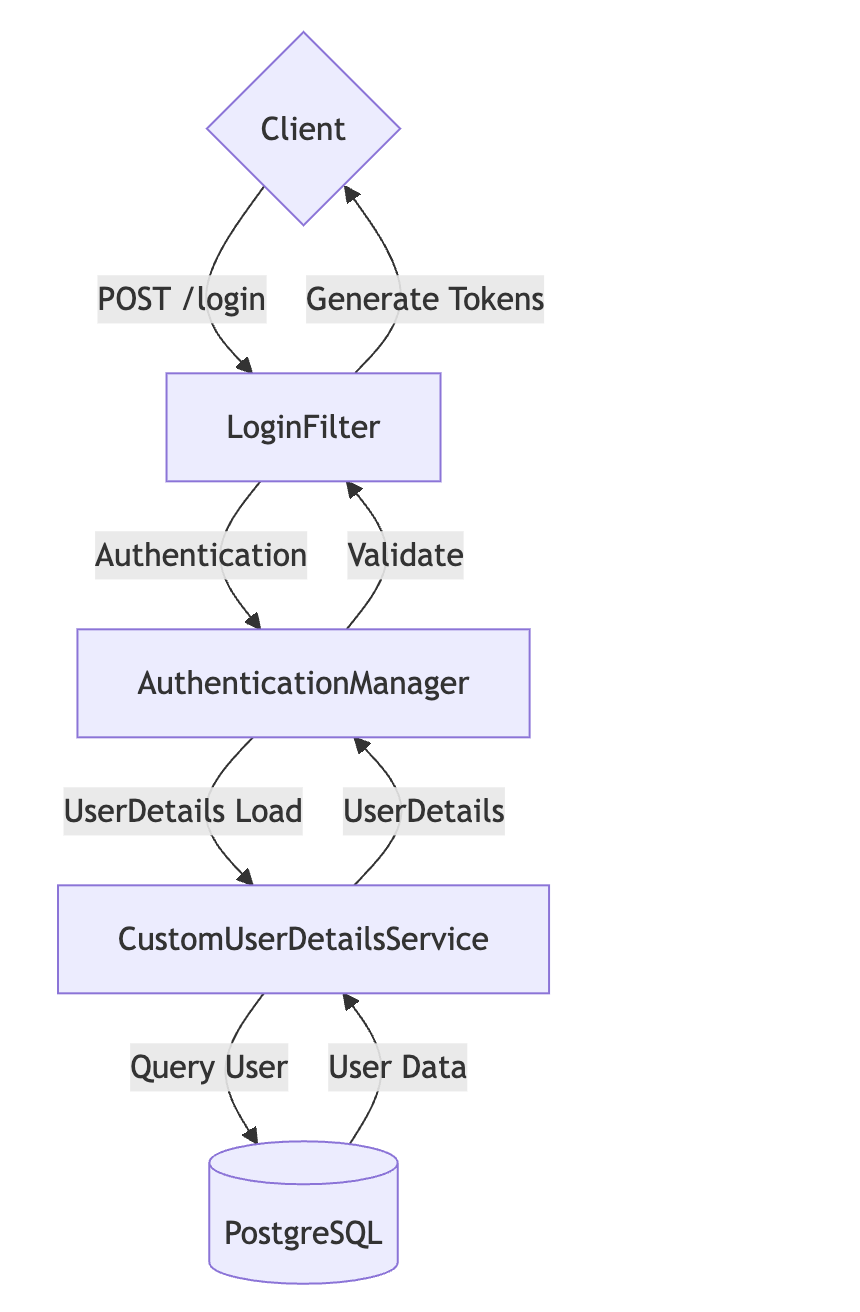 Client
POST /login
Generate Tokens
LoginFilter
Authentication
Validate
AuthenticationManager
UserDetails Load
UserDetails
CustomUserDetailsService
Query User
User Data
PostgreSQL